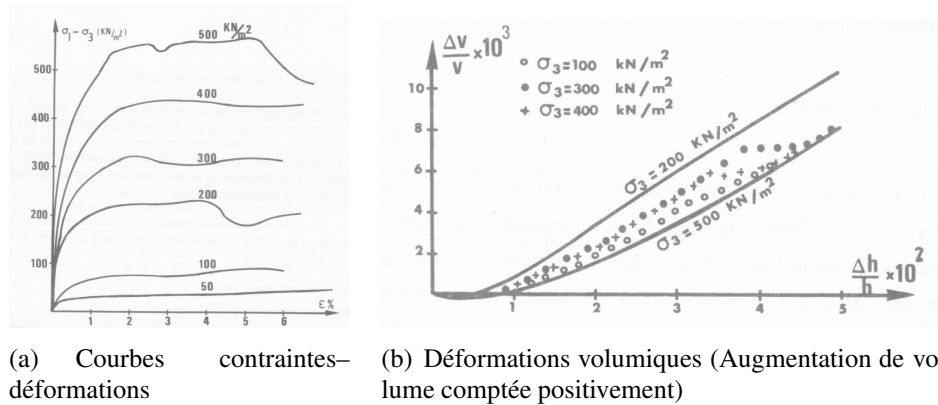 σ₁ – σ₃ (KN/m²)
500
KN/m²
500
400
400
300
300
200
200
100
100
50
1 2 3 4 5 6 ε%
Δv/v ×10³
σ₃=100 kN/m²
σ₃=300 kN/m²
σ₃=400 kN/m²
10
8
6
4
2
σ₃=200 KN/m²
σ₃=500 KN/m²
Δh/h ×10²
1 2 3 4 5
(a) Courbes contraintes–
déformations
(b) Déformations volumiques (Augmentation de vo
lume comptée positivement)